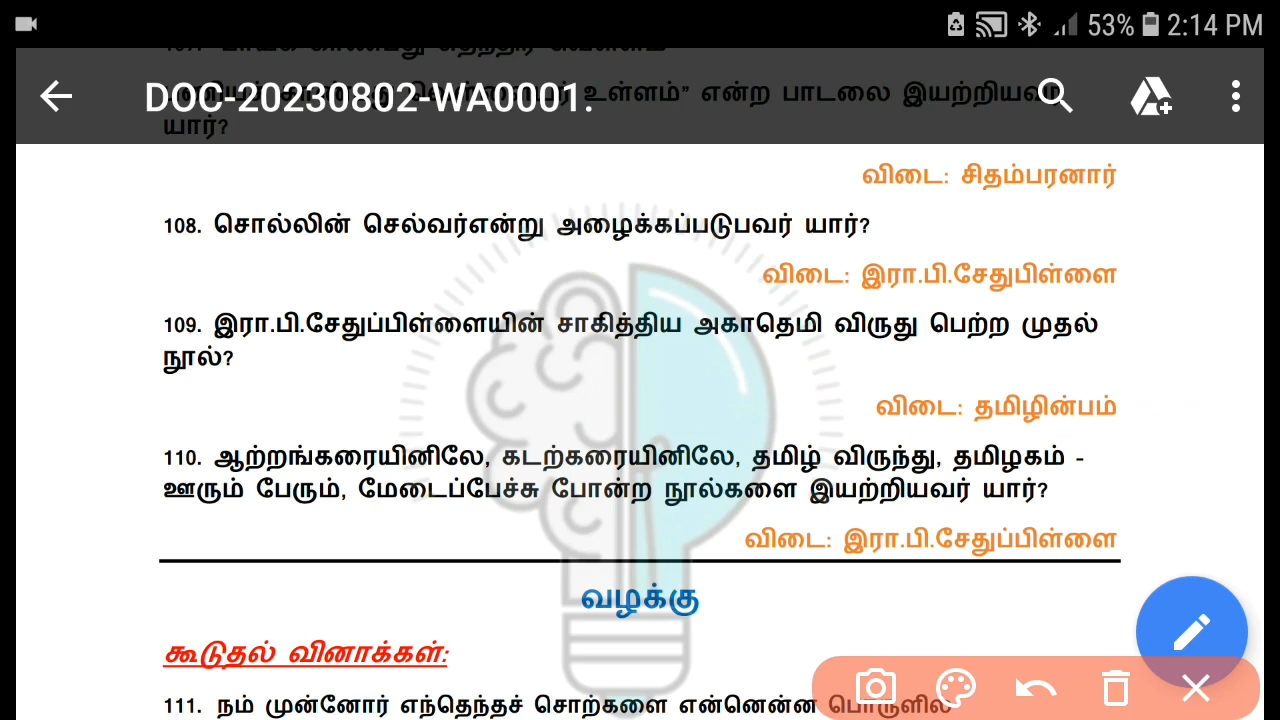 53% 2:14 PM
DOC-20230802-WA0001.
உள்ளம்” என்ற பாடலை இயற்றியவர்
யார்?
விடை: சிதம்பரனார்
108. சொல்லின் செல்வர்என்று அழைக்கப்படுபவர் யார்?
விடை: இரா.பி.சேதுபிள்ளை
109. இரா.பி.சேதுப்பிள்ளையின் சாகித்திய அகாதெமி விருது பெற்ற முதல்
நூல்?
விடை: தமிழின்பம்
110. ஆற்றங்கரையினிலே, கடற்கரையினிலே, தமிழ் விருந்து, தமிழகம் -
ஊரும் பேரும், மேடைப்பேச்சு போன்ற நூல்களை இயற்றியவர் யார்?
விடை: இரா.பி.சேதுப்பிள்ளை
வழக்கு
கூடுதல் வினாக்கள்:
111. நம் முன்னோர் எந்தெந்தச் சொற்களை என்னென்ன பொருளில்